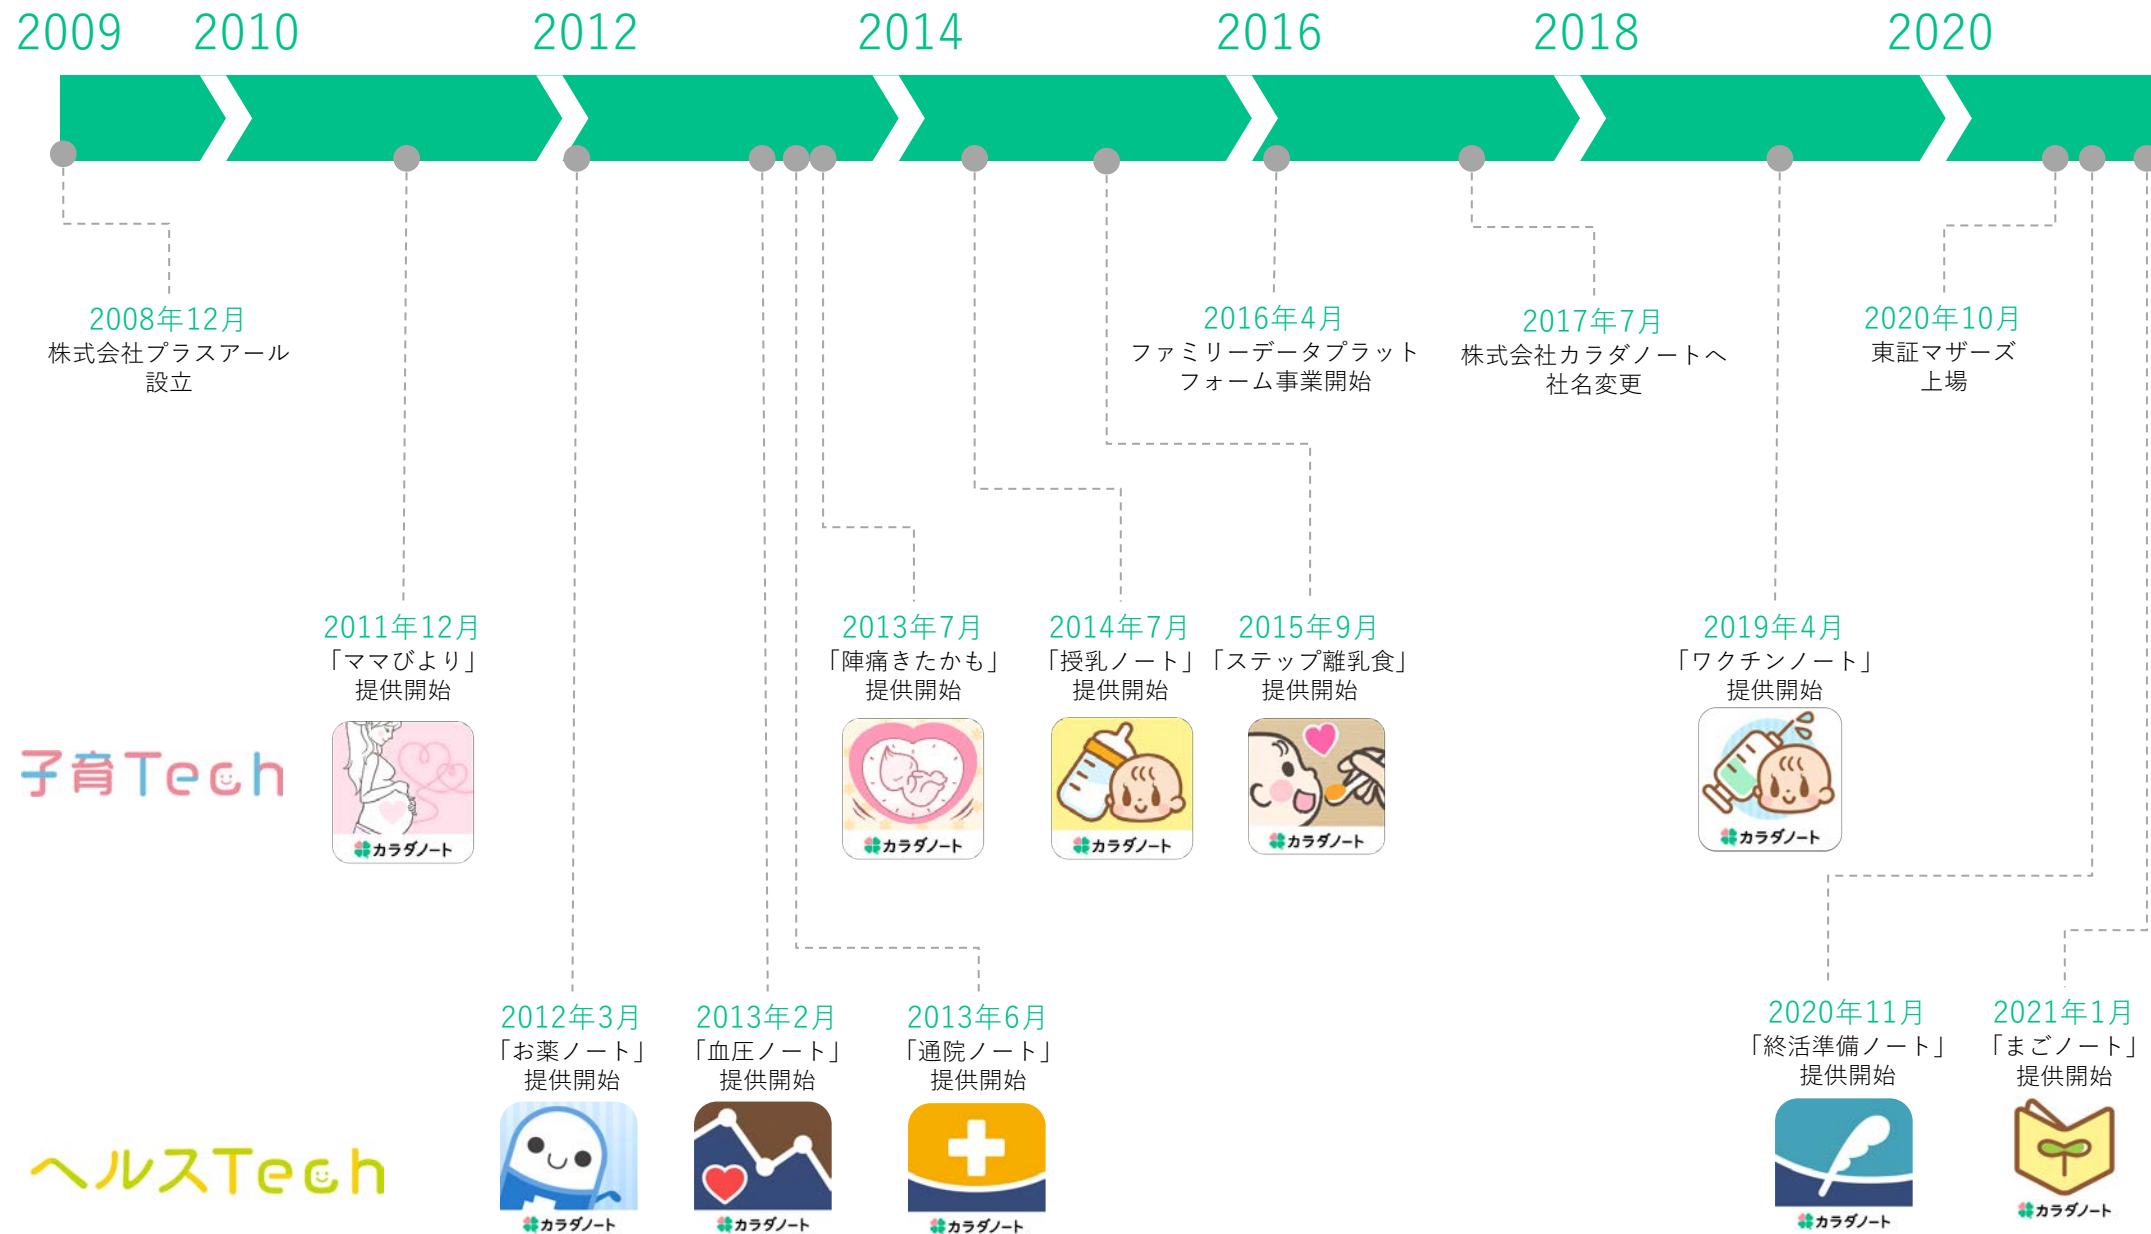 2009
2010
2012
2014
2016
2018
2020
2008年12月
株式会社プラスアール
設立
2016年4月
ファミリーデータプラット
フォーム事業開始
2017年7月
株式会社カラダノートへ
社名変更
2020年10月
東証マザーズ
上場
子育Tech
2011年12月
「ママびより」
提供開始
カラダノート
2013年7月
「陣痛きたかも」
提供開始
カラダノート
2014年7月
「授乳ノート」
提供開始
カラダノート
2015年9月
「ステップ離乳食」
提供開始
カラダノート
2019年4月
「ワクチンノート」
提供開始
カラダノート
ヘルスTech
2012年3月
「お薬ノート」
提供開始
カラダノート
2013年2月
「血圧ノート」
提供開始
カラダノート
2013年6月
「通院ノート」
提供開始
カラダノート
2020年11月
「終活準備ノート」
提供開始
カラダノート
2021年1月
「まごノート」
提供開始
カラダノート